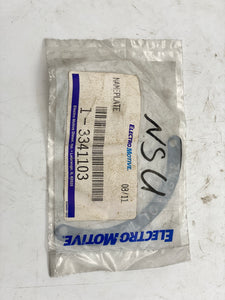 NAMEPLATE
1-3341103
ELECTRO-MOTIVE
08/11
NSU
ELECTRO MOTIVE